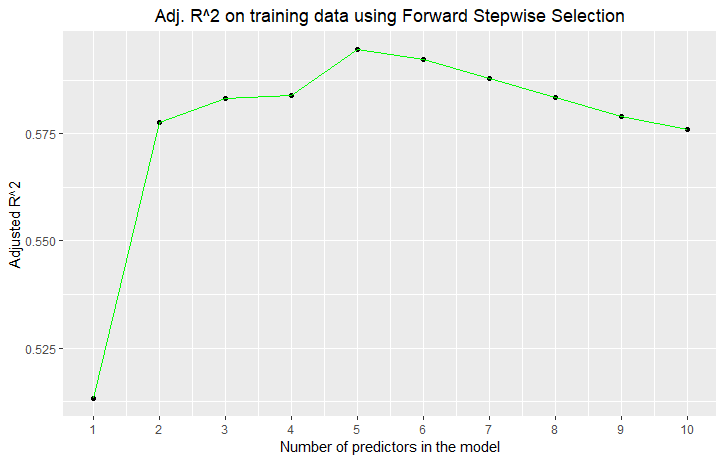 Adj. R^2 on training data using Forward Stepwise Selection
Adjusted R^2
0.575
0.550
0.525
1 2 3 4 5 6 7 8 9 10
Number of predictors in the model